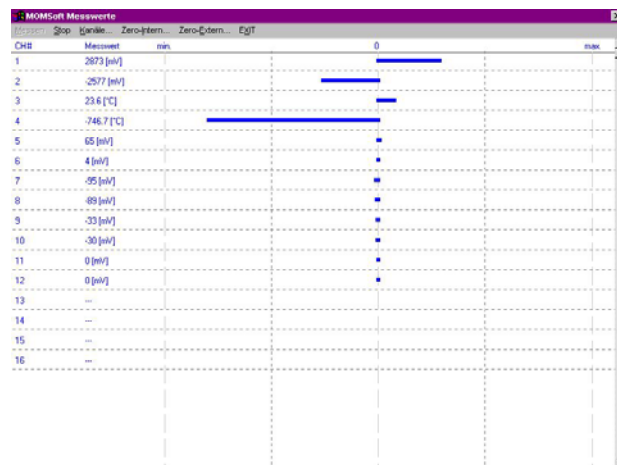 MOMSoft Messwerte
Messen Stop Kanäle... Zero-Intern... Zero-Extern... EXIT
CH# Messwert min. 0 max.
1 2873 [mV]
2 -2577 [mV]
3 23.6 [°C]
4 -746.7 [°C]
5 65 [mV]
6 4 [mV]
7 -95 [mV]
8 -89 [mV]
9 -33 [mV]
10 -30 [mV]
11 0 [mV]
12 0 [mV]
13 ---
14 ---
15 ---
16 ---